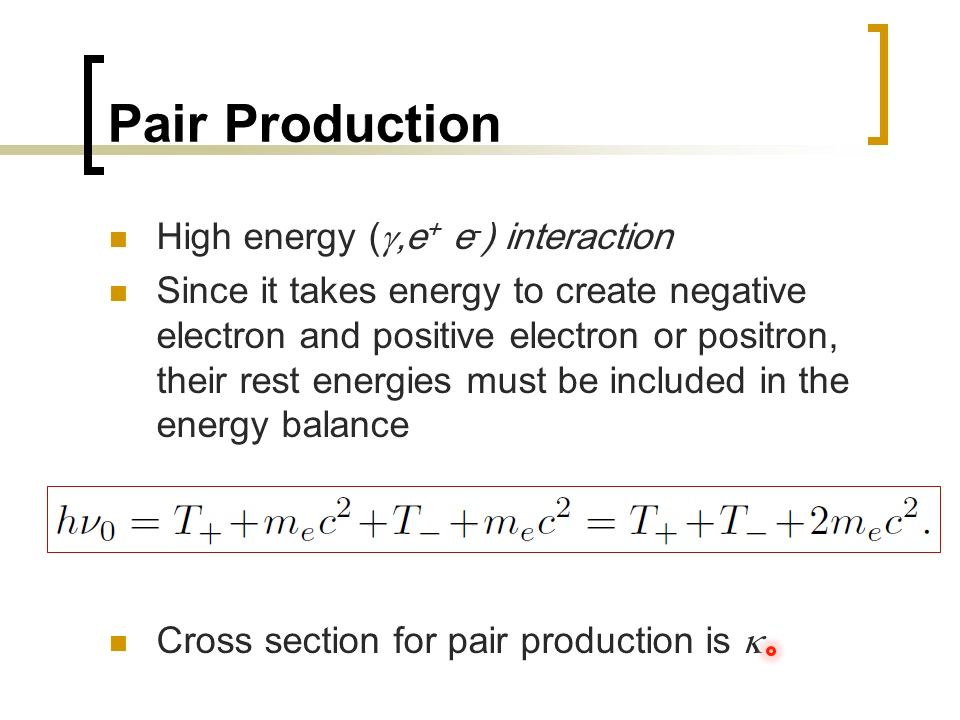 Pair Production
High energy (γ,e⁺ e⁻) interaction
Since it takes energy to create negative
electron and positive electron or positron,
their rest energies must be included in the
energy balance
hν₀ = T₊+mₑc²+T₋+mₑc² = T₊+T₋+2mₑc².
Cross section for pair production is κ